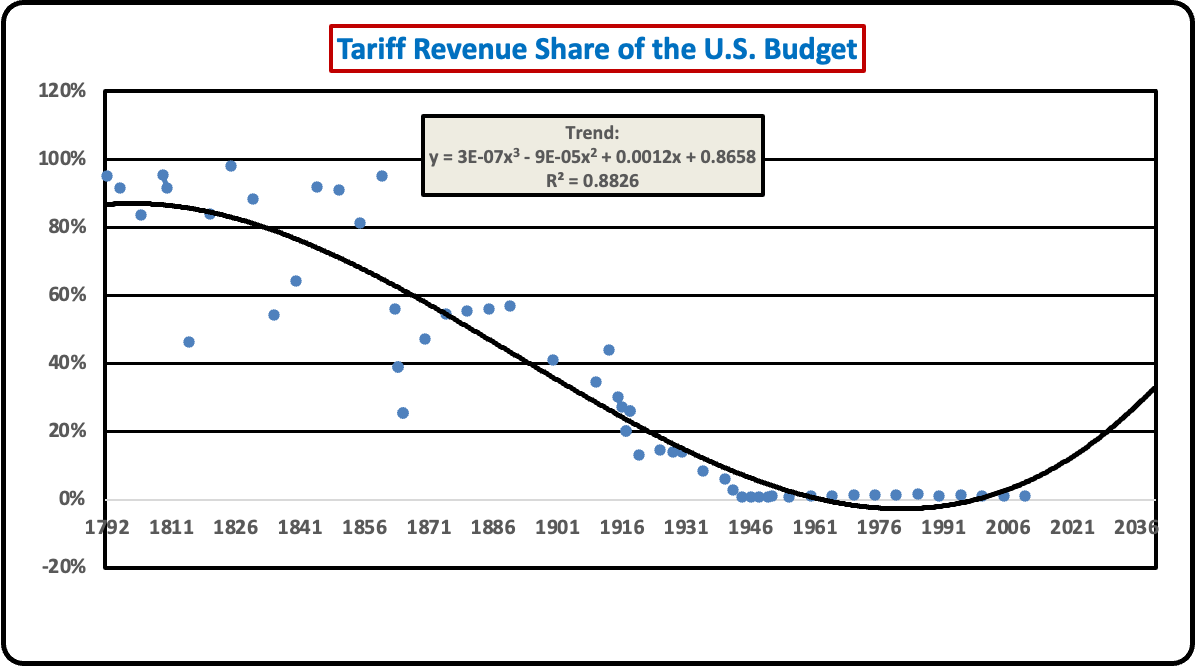 Tariff Revenue Share of the U.S. Budget
120%
100%
80%
60%
40%
20%
0%
-20%
Trend:
y = 3E-07x³ - 9E-05x² + 0.0012x + 0.8658
R² = 0.8826
1792 1811 1826 1841 1856 1871 1886 1901 1916 1931 1946 1961 1976 1991 2006 2021 2036